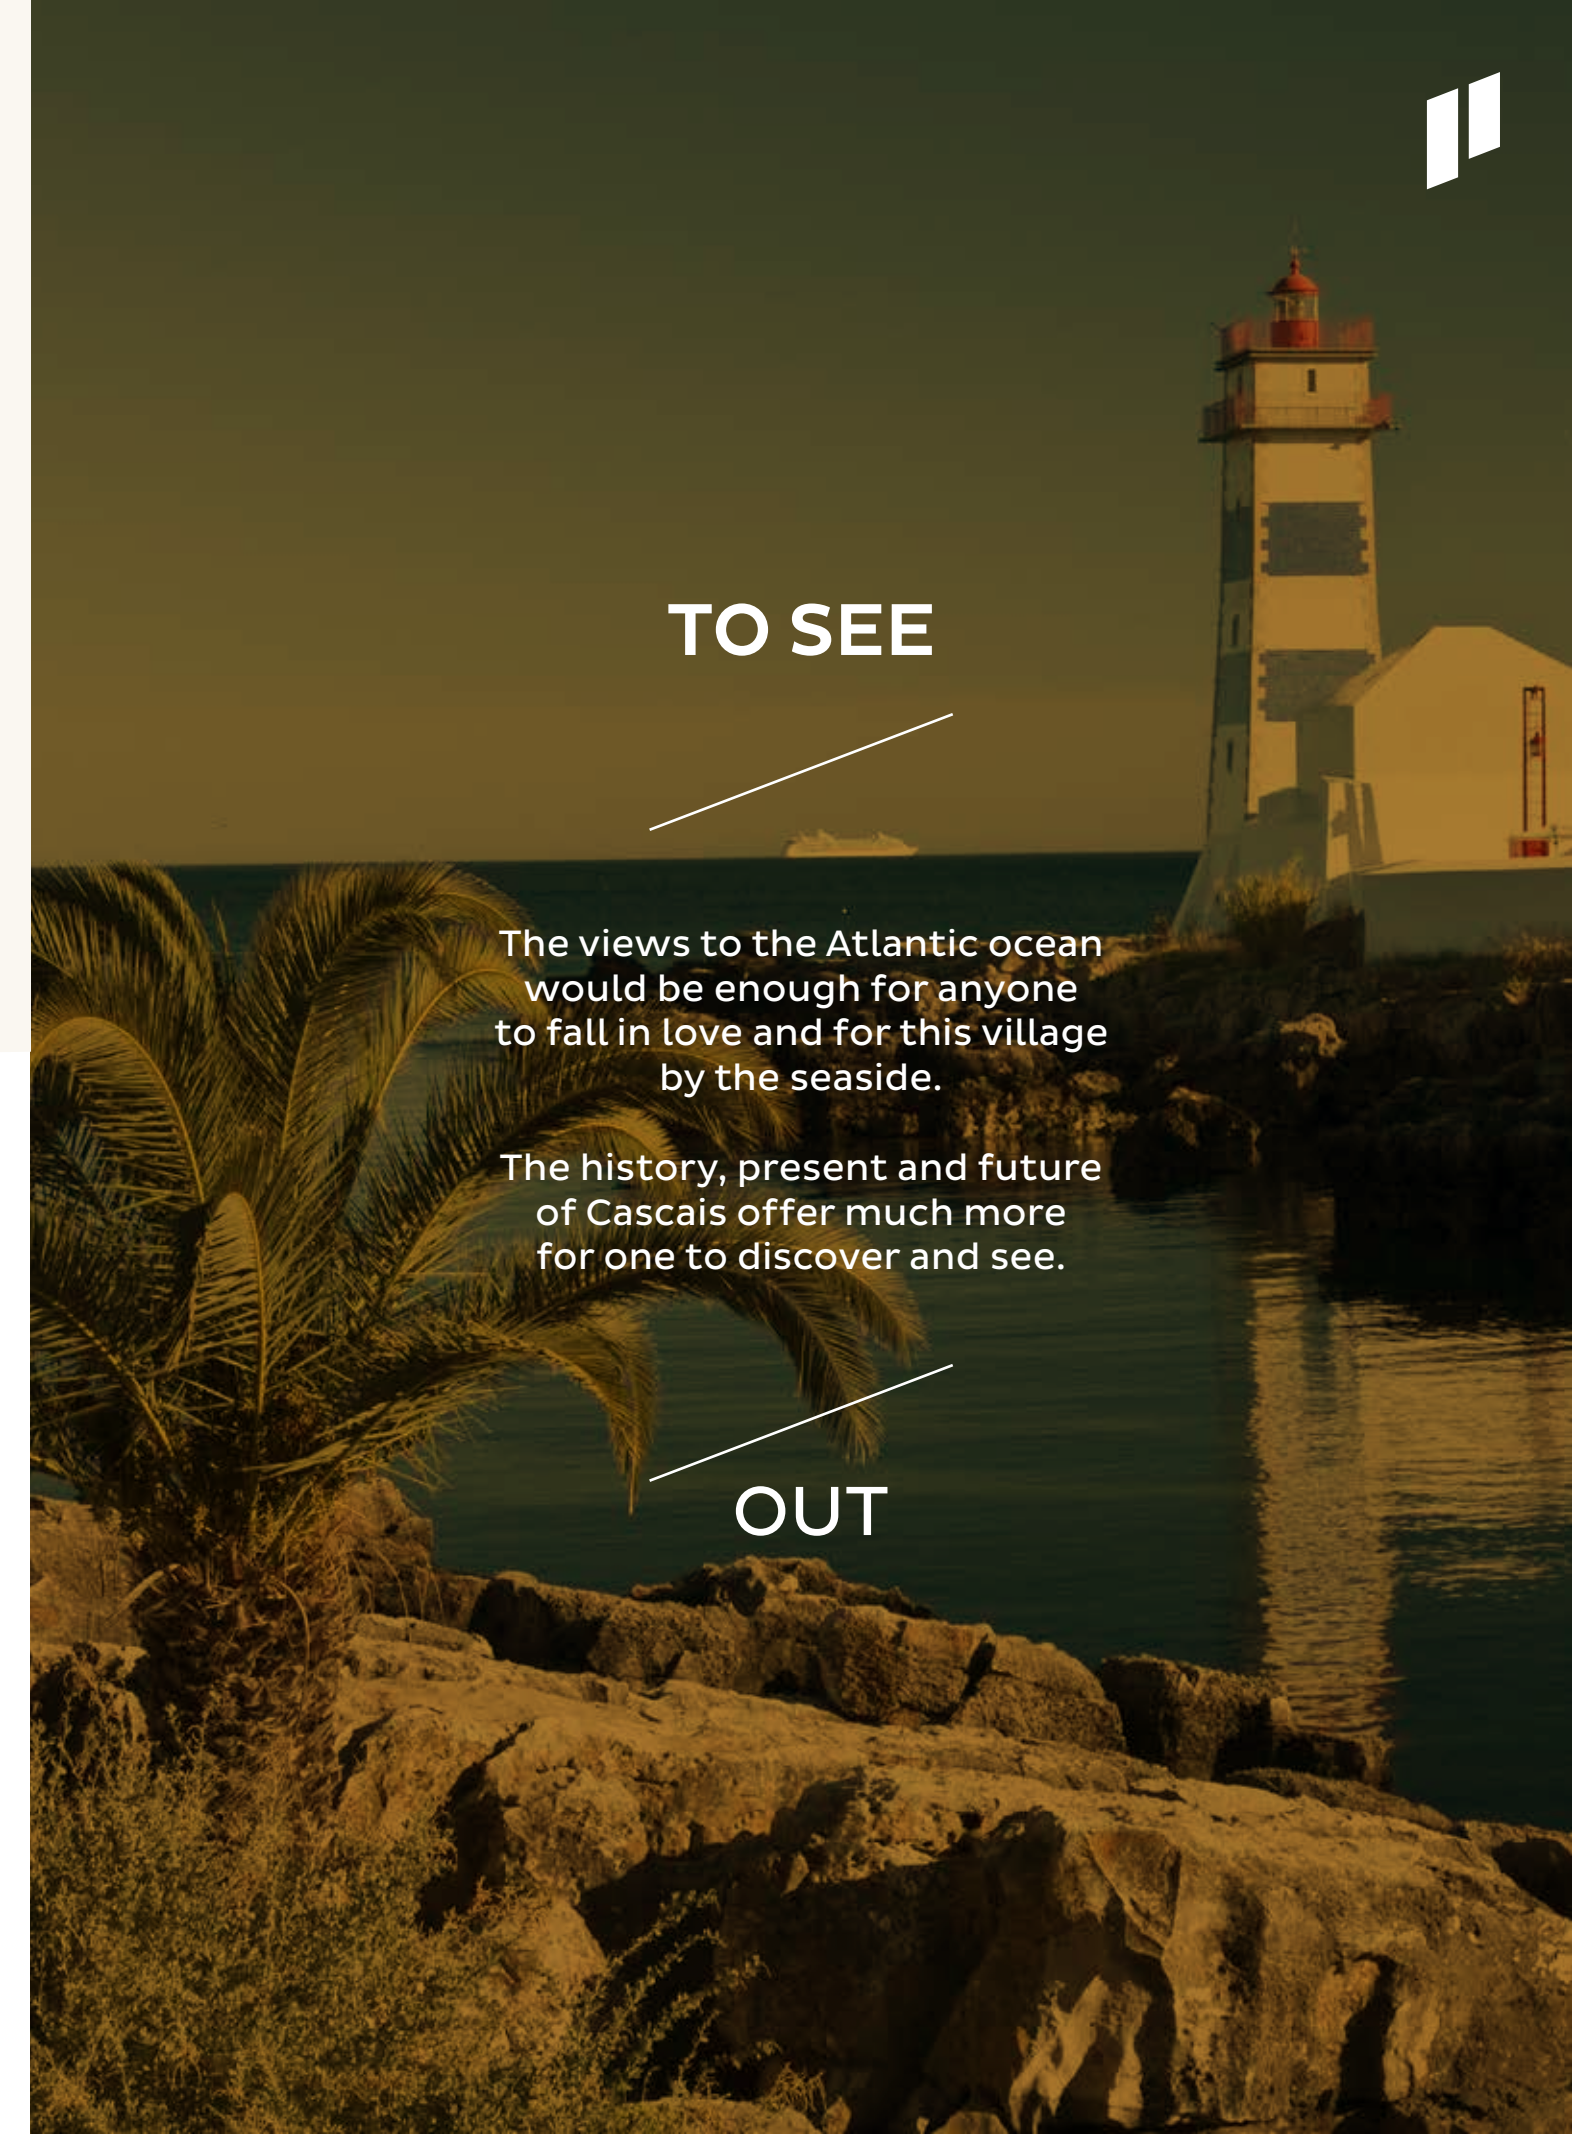 TO SEE
The views to the Atlantic ocean
would be enough for anyone
to fall in love and for this village
by the seaside.
The history, present and future
of Cascais offer much more
for one to discover and see.
OUT